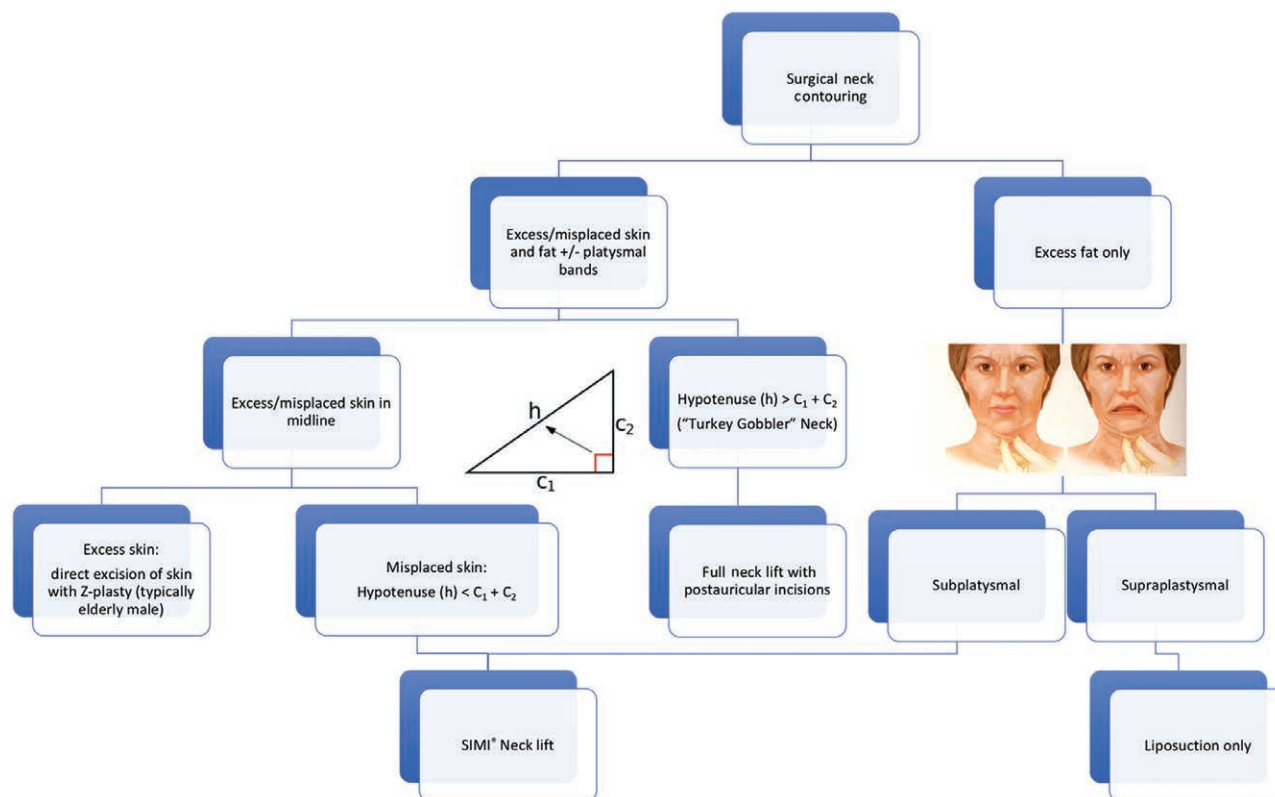 Surgical neck
contouring
Excess/misplaced skin
and fat +/- platysmal
bands
Excess fat only
Excess/misplaced skin in
midline
h
C₂
C₁
Hypotenuse (h) > C₁ + C₂
(“Turkey Gobbler” Neck)
Excess skin:
direct excision of skin
with Z-plasty (typically
elderly male)
Misplaced skin:
Hypotenuse (h) < C₁ + C₂
Full neck lift with
postauricular incisions
Subplatysmal
Supraplastysmal
SIMI® Neck lift
Liposuction only